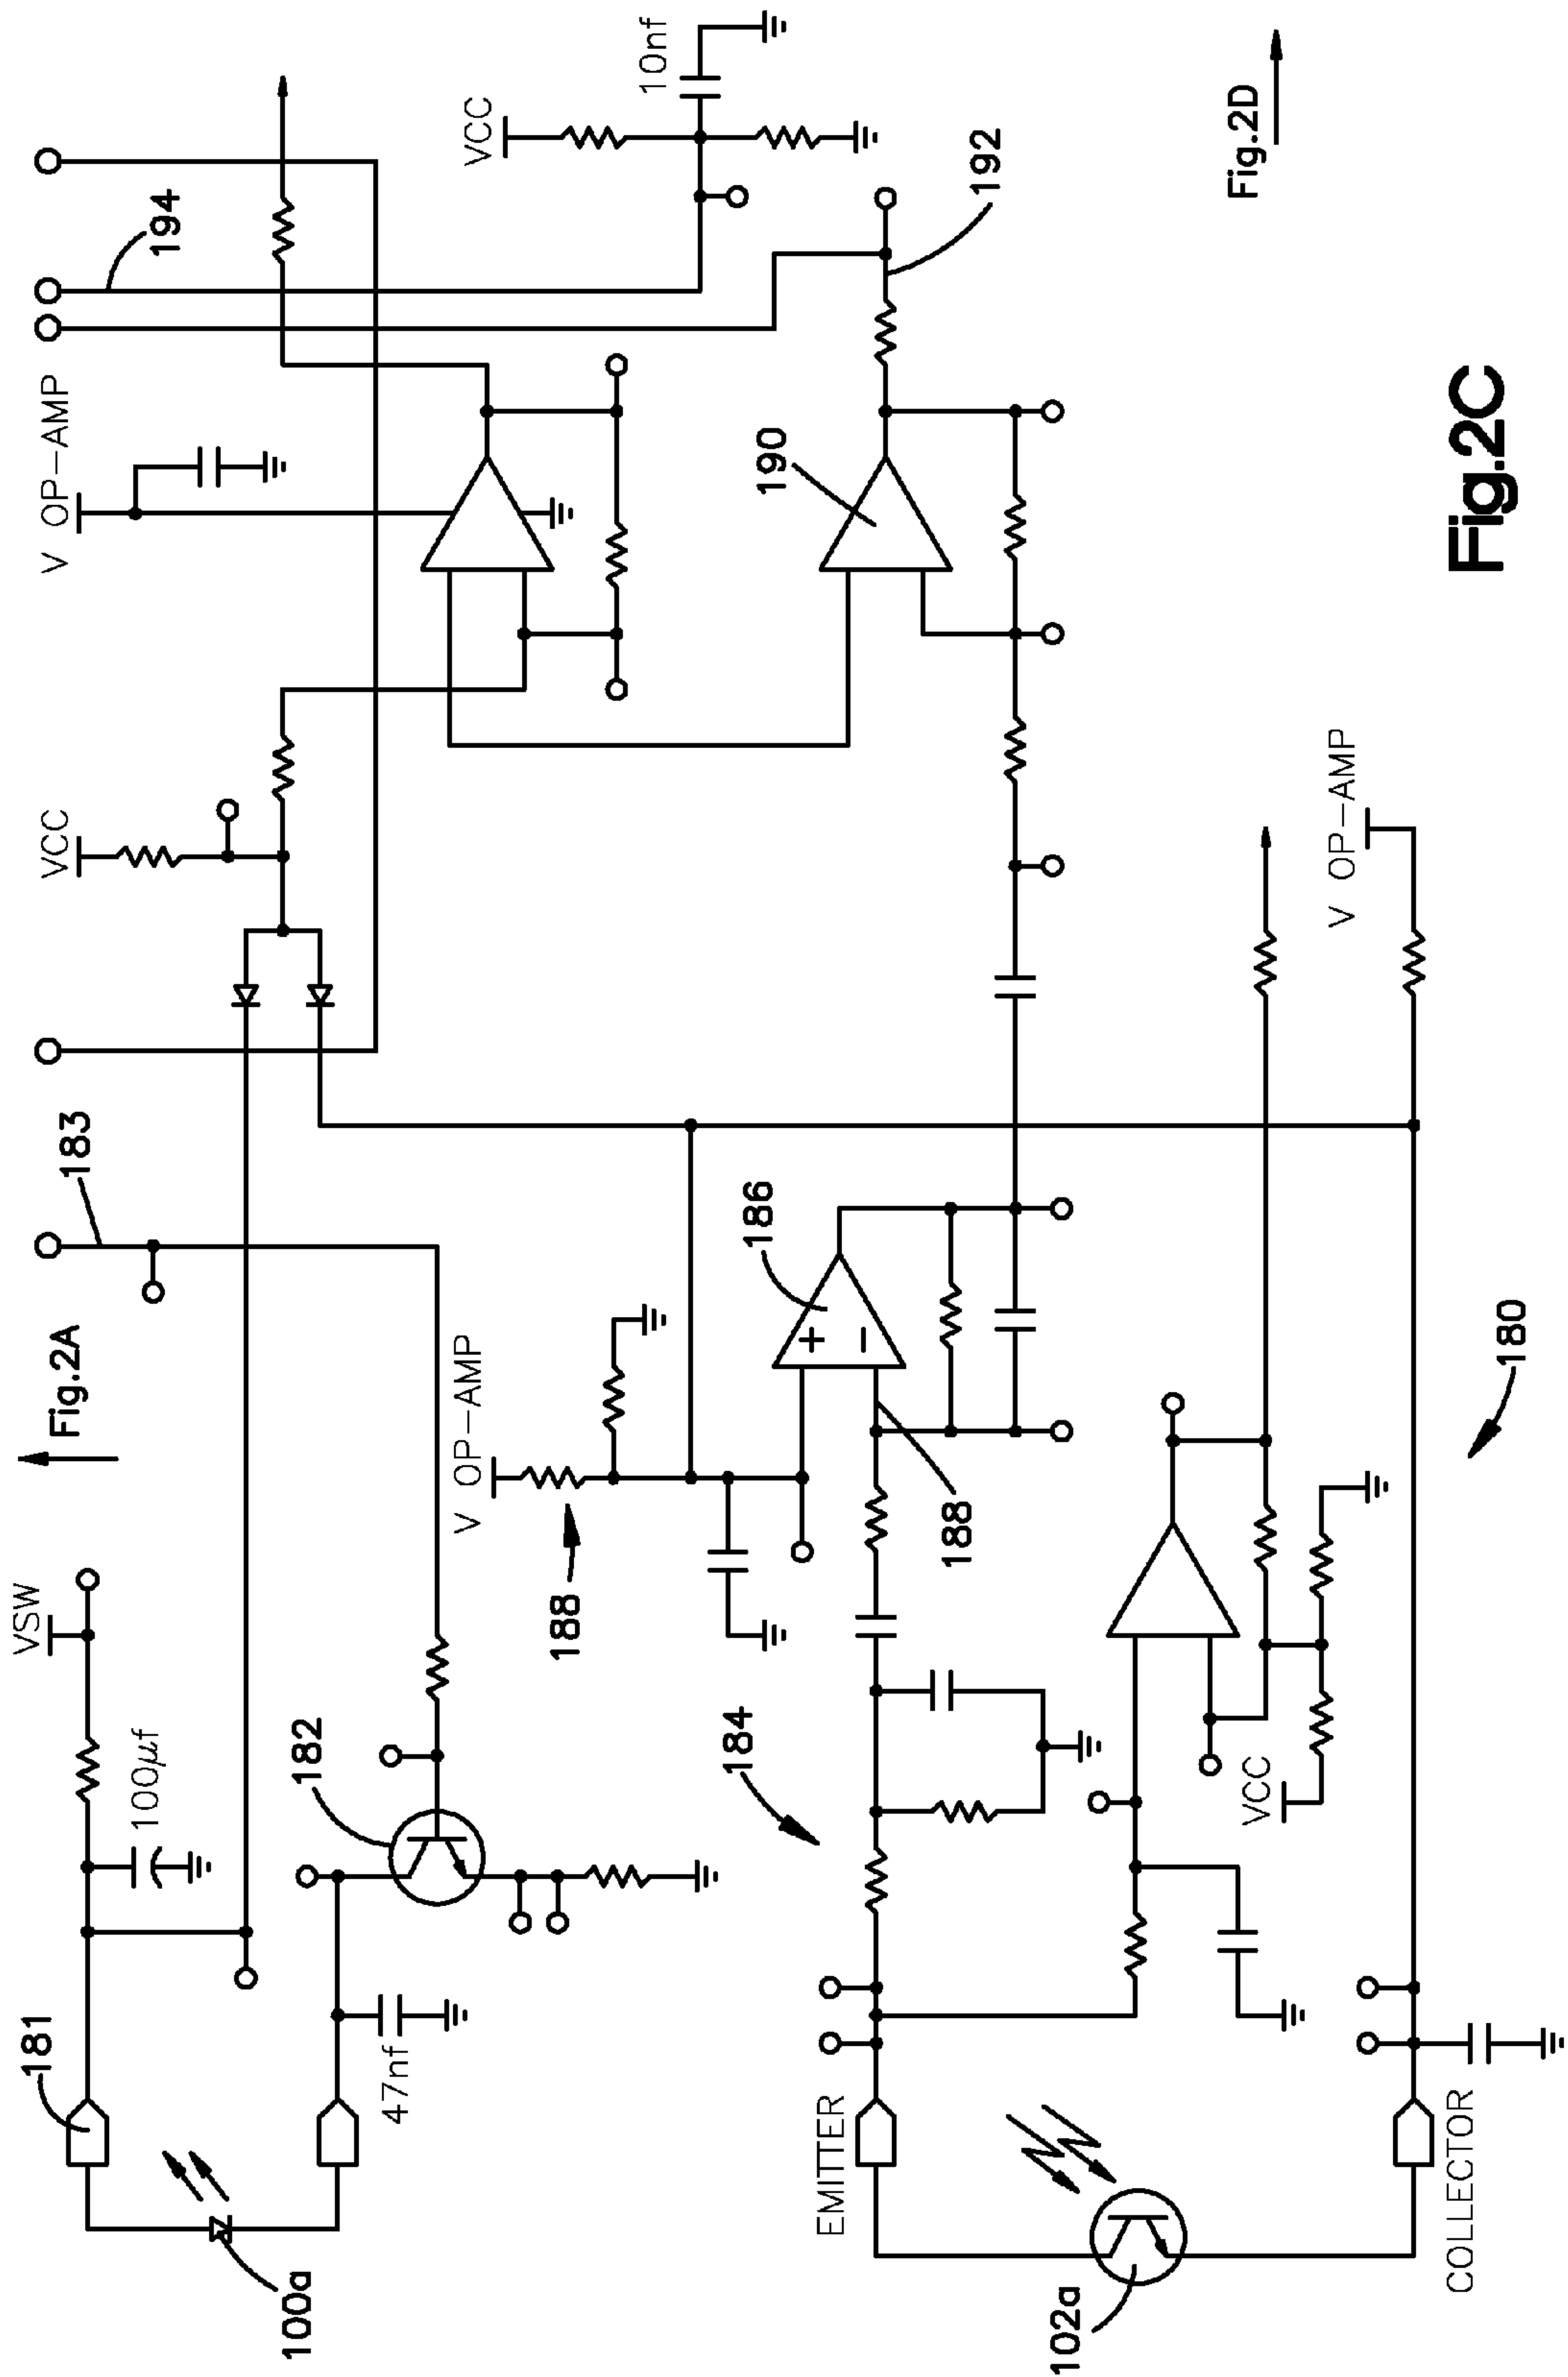 Fig.2A
183
194
VSW
VCC
V OP-AMP
181
100µf
VCC
10nf
100a
47nf
182
188
V OP-AMP
186
190
192
184
188
EMITTER
102a
VCC
V OP-AMP
COLLECTOR
180
Fig.2D
Fig.2C